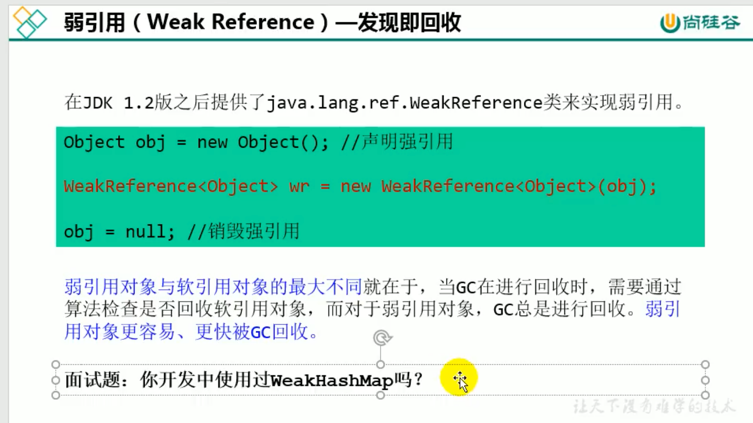 弱引用（Weak Reference）—发现即回收
尚硅谷
在JDK 1.2版之后提供了java.lang.ref.WeakReference类来实现弱引用。
Object obj = new Object(); //声明强引用
WeakReference<Object> wr = new WeakReference<Object>(obj);
obj = null; //销毁强引用
弱引用对象与软引用对象的最大不同就在于，当GC在进行回收时，需要通过
算法检查是否回收软引用对象，而对于弱引用对象，GC总是进行回收。弱引
用对象更容易、更快被GC回收。
面试题：你开发中使用过WeakHashMap吗？
让天下没有难学的技术